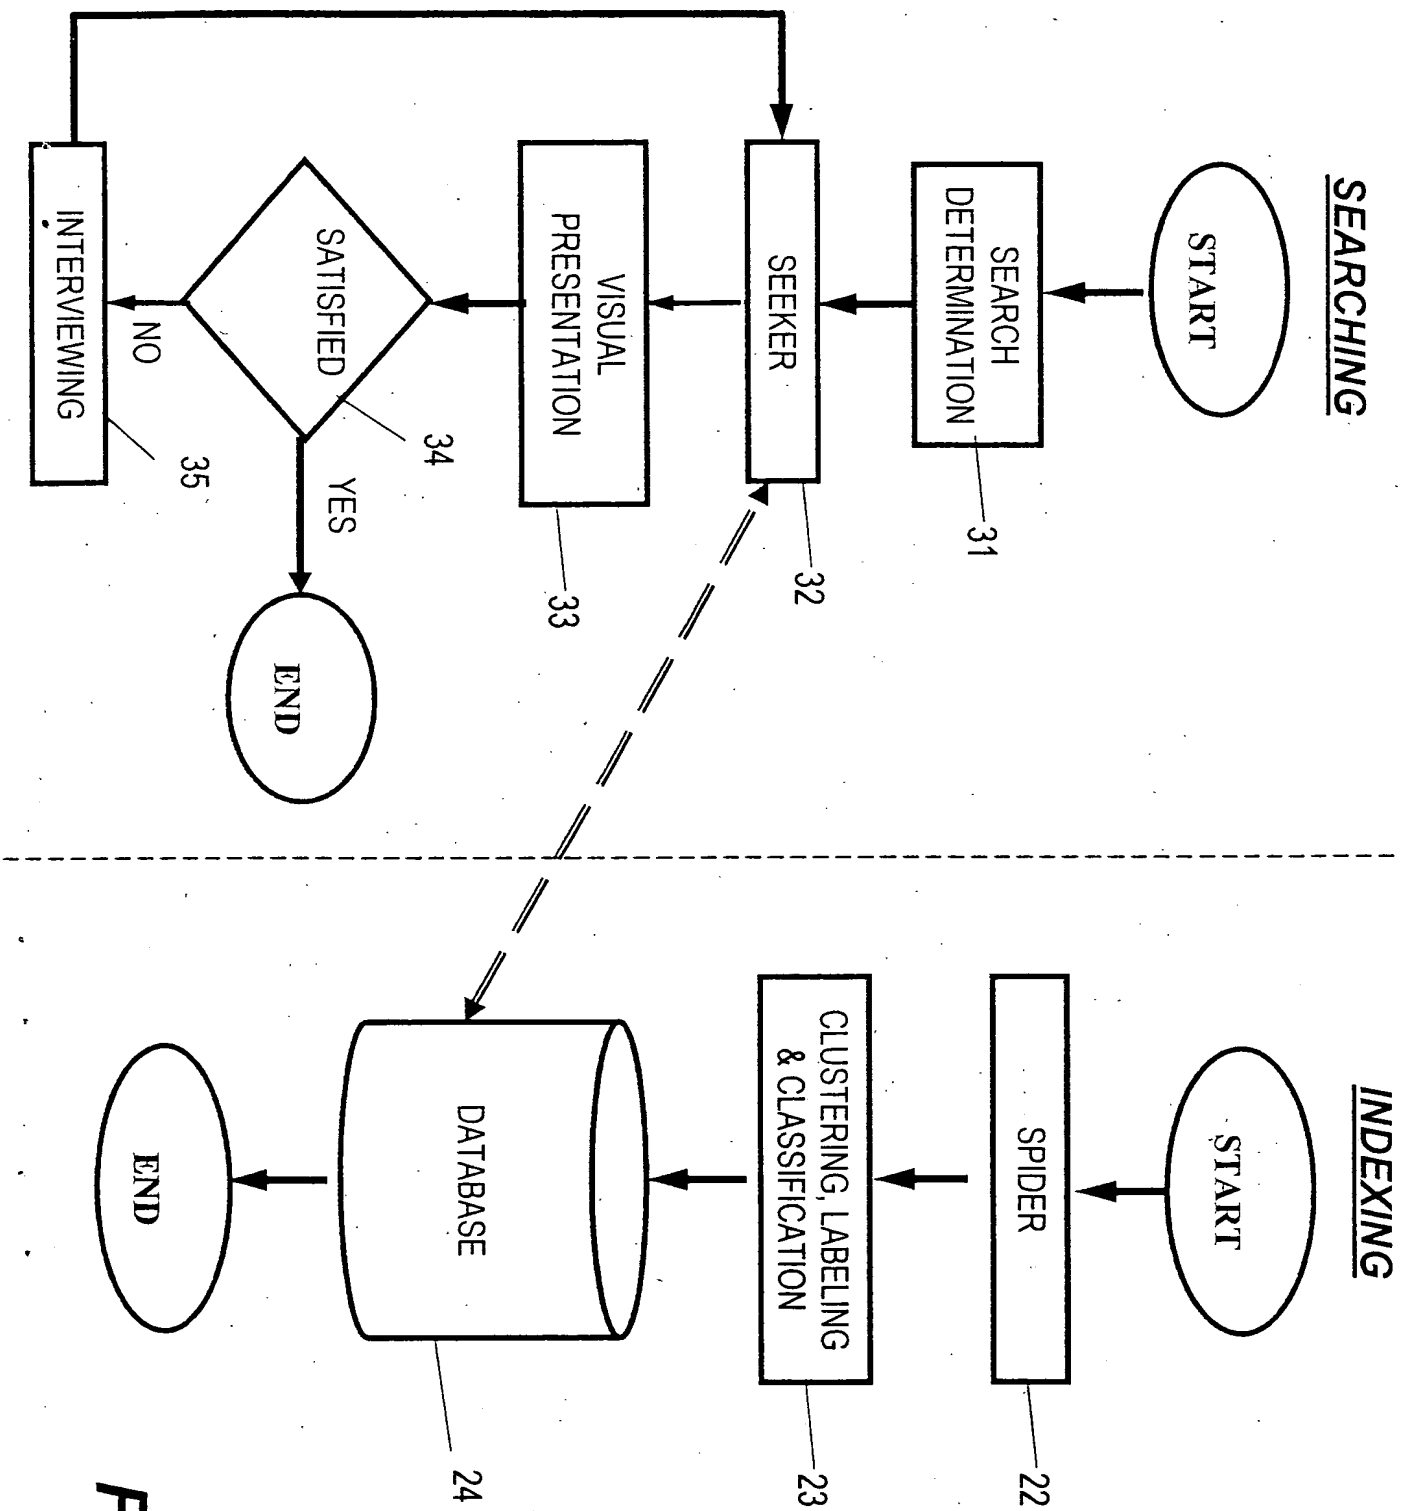 SEARCHING
START
SEARCH
DETERMINATION
31
SEEKER
32
VISUAL
PRESENTATION
33
SATISFIED
34
YES
END
NO
INTERVIEWING
35
INDEXING
START
SPIDER
22
CLUSTERING, LABELING
& CLASSIFICATION
23
DATABASE
24
END